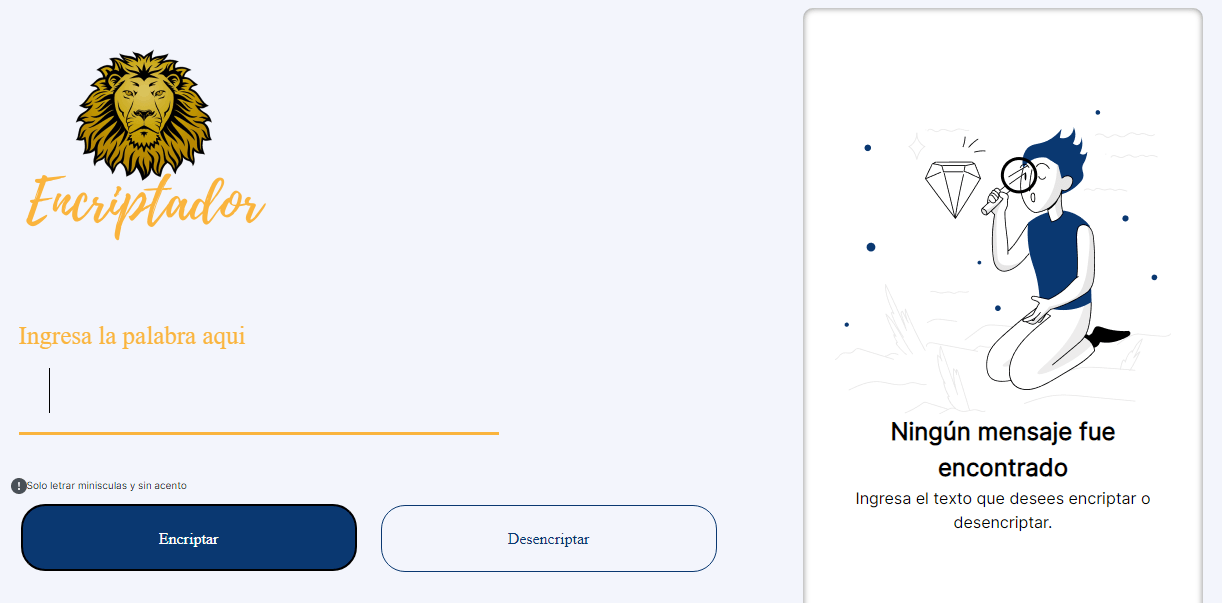 Encriptador
Ingresa la palabra aqui
Solo letrar minisculas y sin acento
Encriptar
Desencriptar
Ningún mensaje fue
encontrado
Ingresa el texto que desees encriptar o
desencriptar.